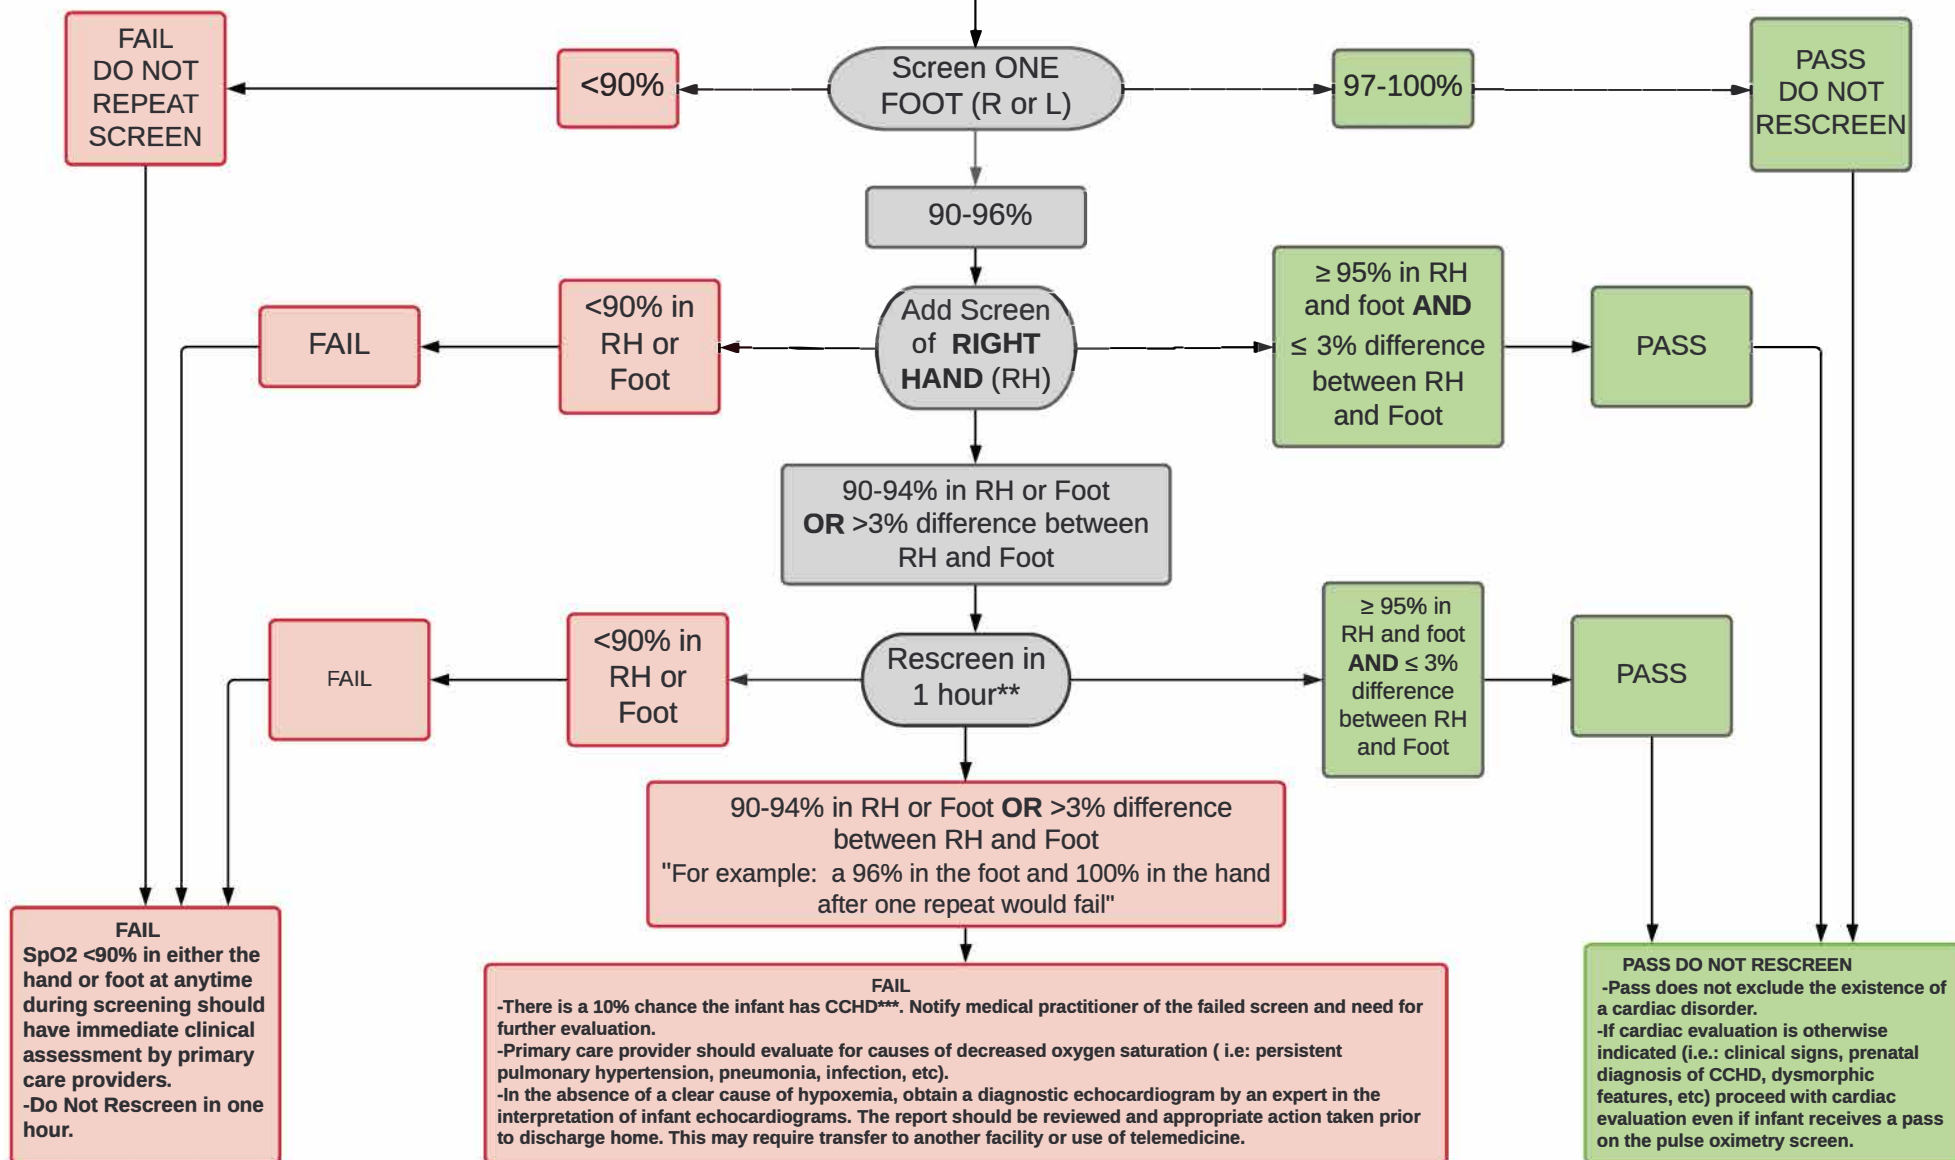 FAIL
DO NOT
REPEAT
SCREEN
<90%
Screen ONE
FOOT (R or L)
97-100%
PASS
DO NOT
RESCREEN
90-96%
FAIL
<90% in
RH or
Foot
Add Screen
of RIGHT
HAND (RH)
≥ 95% in RH
and foot AND
≤ 3% difference
between RH
and Foot
PASS
90-94% in RH or Foot
OR >3% difference between
RH and Foot
FAIL
<90% in
RH or
Foot
Rescreen in
1 hour**
≥ 95% in
RH and foot
AND ≤ 3%
difference
between RH
and Foot
PASS
90-94% in RH or Foot OR >3% difference
between RH and Foot
"For example: a 96% in the foot and 100% in the hand
after one repeat would fail"
FAIL
SpO2 <90% in either the
hand or foot at anytime
during screening should
have immediate clinical
assessment by primary
care providers.
-Do Not Rescreen in one
hour.
FAIL
-There is a 10% chance the infant has CCHD***. Notify medical practitioner of the failed screen and need for
further evaluation.
-Primary care provider should evaluate for causes of decreased oxygen saturation ( i.e: persistent
pulmonary hypertension, pneumonia, infection, etc).
-In the absence of a clear cause of hypoxemia, obtain a diagnostic echocardiogram by an expert in the
interpretation of infant echocardiograms. The report should be reviewed and appropriate action taken prior
to discharge home. This may require transfer to another facility or use of telemedicine.
PASS DO NOT RESCREEN
-Pass does not exclude the existence of
a cardiac disorder.
-If cardiac evaluation is otherwise
indicated (i.e.: clinical signs, prenatal
diagnosis of CCHD, dysmorphic
features, etc) proceed with cardiac
evaluation even if infant receives a pass
on the pulse oximetry screen.